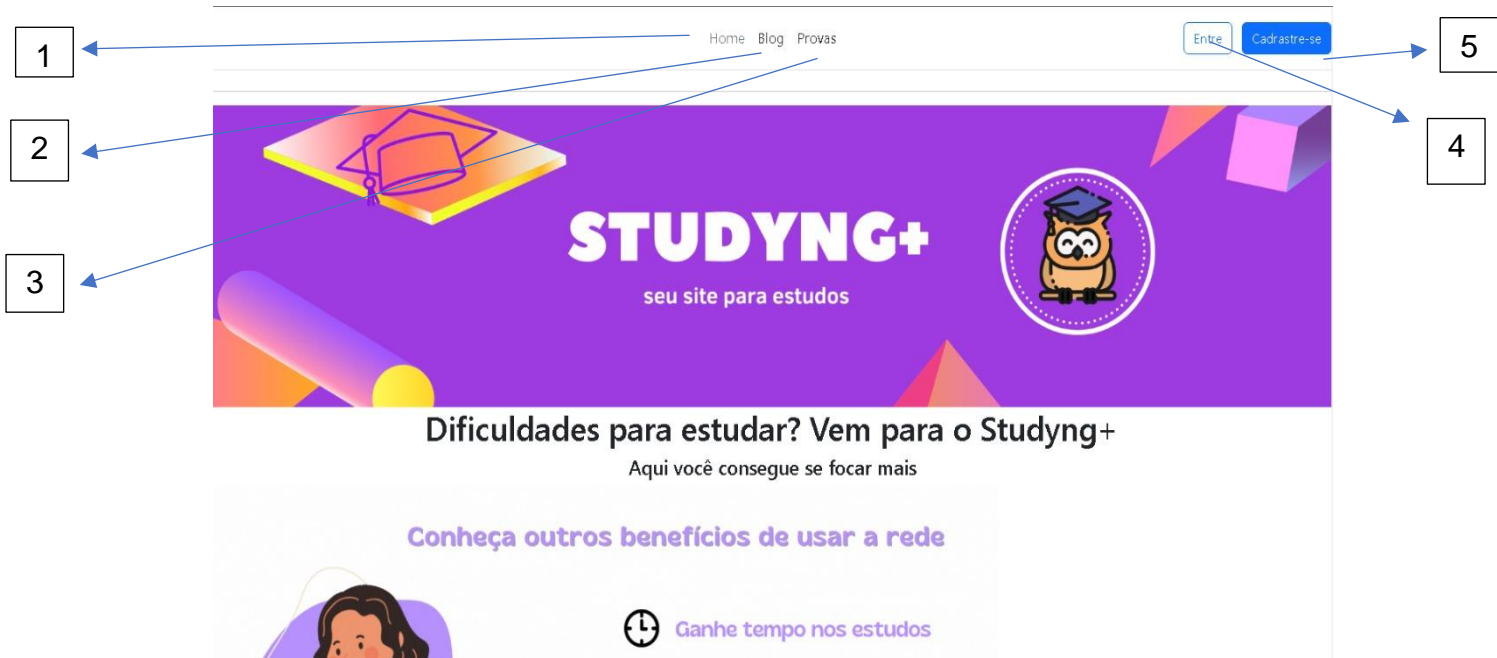 1
Home Blog Provas
Entre
Cadrastre-se
5
2
4
STUDYNG+
seu site para estudos
3
Dificuldades para estudar? Vem para o Studyng+
Aqui você consegue se focar mais
Conheça outros benefícios de usar a rede
Ganhe tempo nos estudos